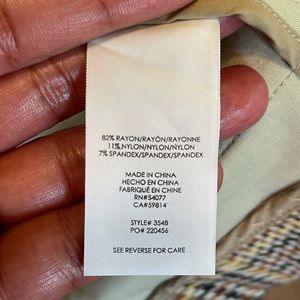 82% RAYON/RAYÓN/RAYONNE
11% NYLON/NYLON/NYLON
7% SPANDEX/SPANDEX/SPANDEX
MADE IN CHINA
HECHO EN CHINA
FABRIQUÉ EN CHINE
RN#54077
CA#59814
STYLE# 3548
PO# 220456
SEE REVERSE FOR CARE